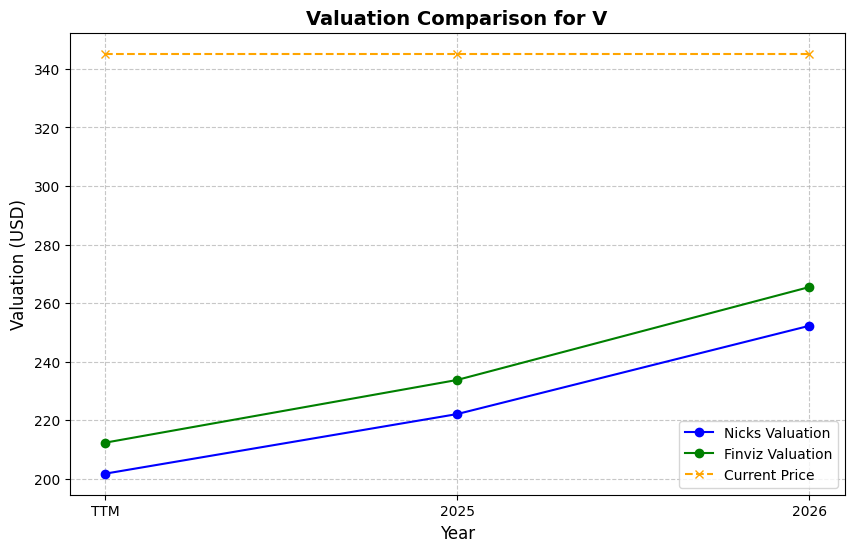 Valuation Comparison for V
Valuation (USD)
340
320
300
280
260
240
220
200
TTM
2025
2026
Year
Nicks Valuation
Finviz Valuation
Current Price